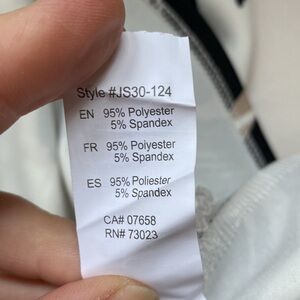 Style #JS30-124
EN 95% Polyester
5% Spandex
FR 95% Polyester
5% Spandex
ES 95% Poliester
5% Spandex
CA# 07658
RN# 73023